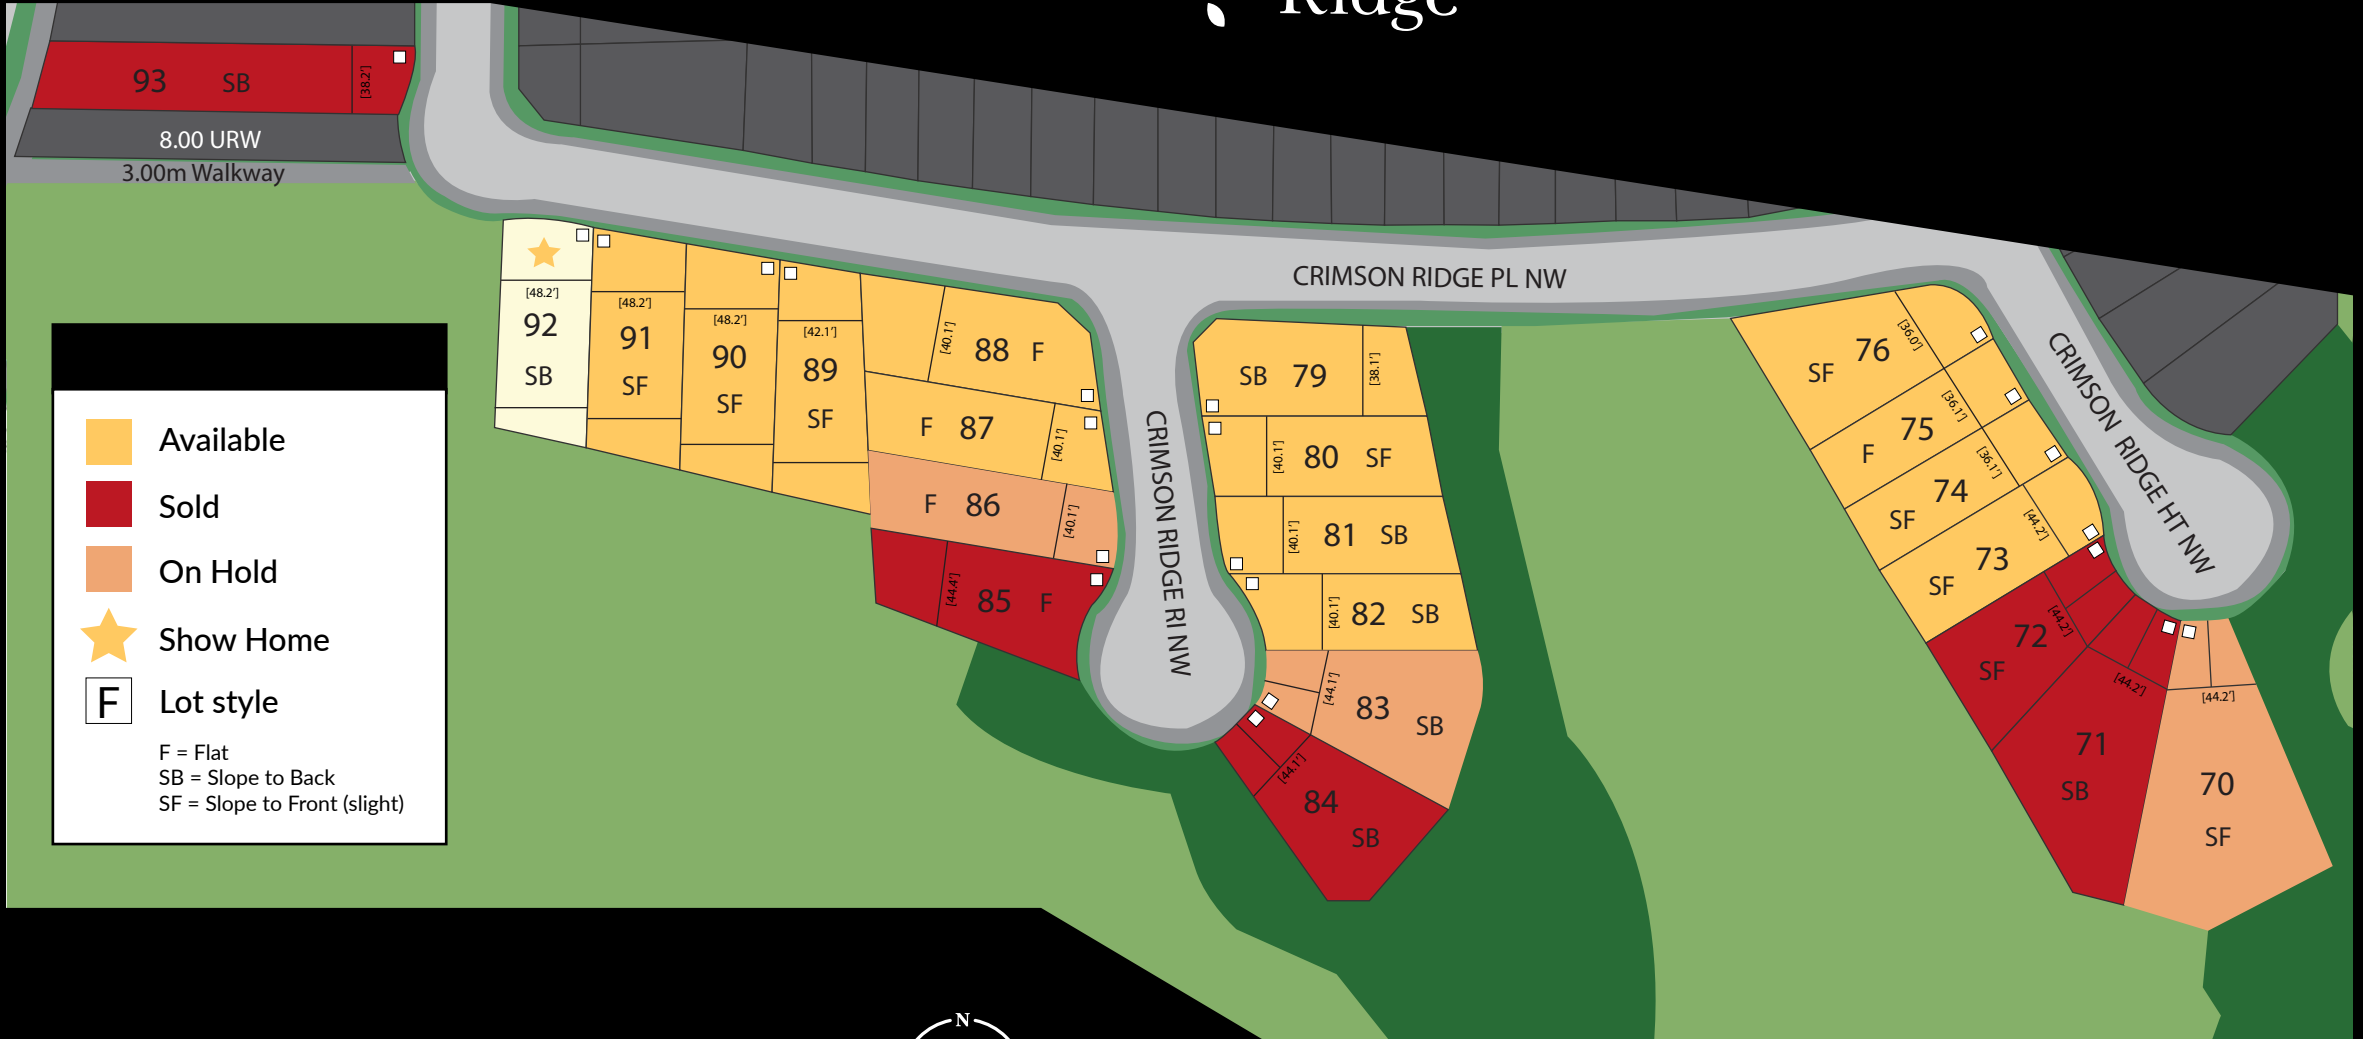 Ridge
93 SB [38.2']
8.00 URW
3.00m Walkway
CRIMSON RIDGE PL NW
CRIMSON RIDGE RI NW
CRIMSON RIDGE HT NW
[48.2']
92
SB
[48.2']
91
SF
[48.2']
90
SF
[42.1']
89
SF
[40.1'] 88 F
F 87 [40.1']
F 86 [40.1']
[44.4'] 85 F
SB 79 [38.1']
[40.1'] 80 SF
[40.1'] 81 SB
[40.1'] 82 SB
[44.1'] 83 SB
[44.1']
84
SB
[36.0']
76
SF
[36.1']
75
F
[36.1']
74
SF
[44.2']
73
SF
[44.2']
72
SF
[44.2']
71
SB
[44.2']
70
SF
Available
Sold
On Hold
Show Home
F Lot style
F = Flat
SB = Slope to Back
SF = Slope to Front (slight)
N